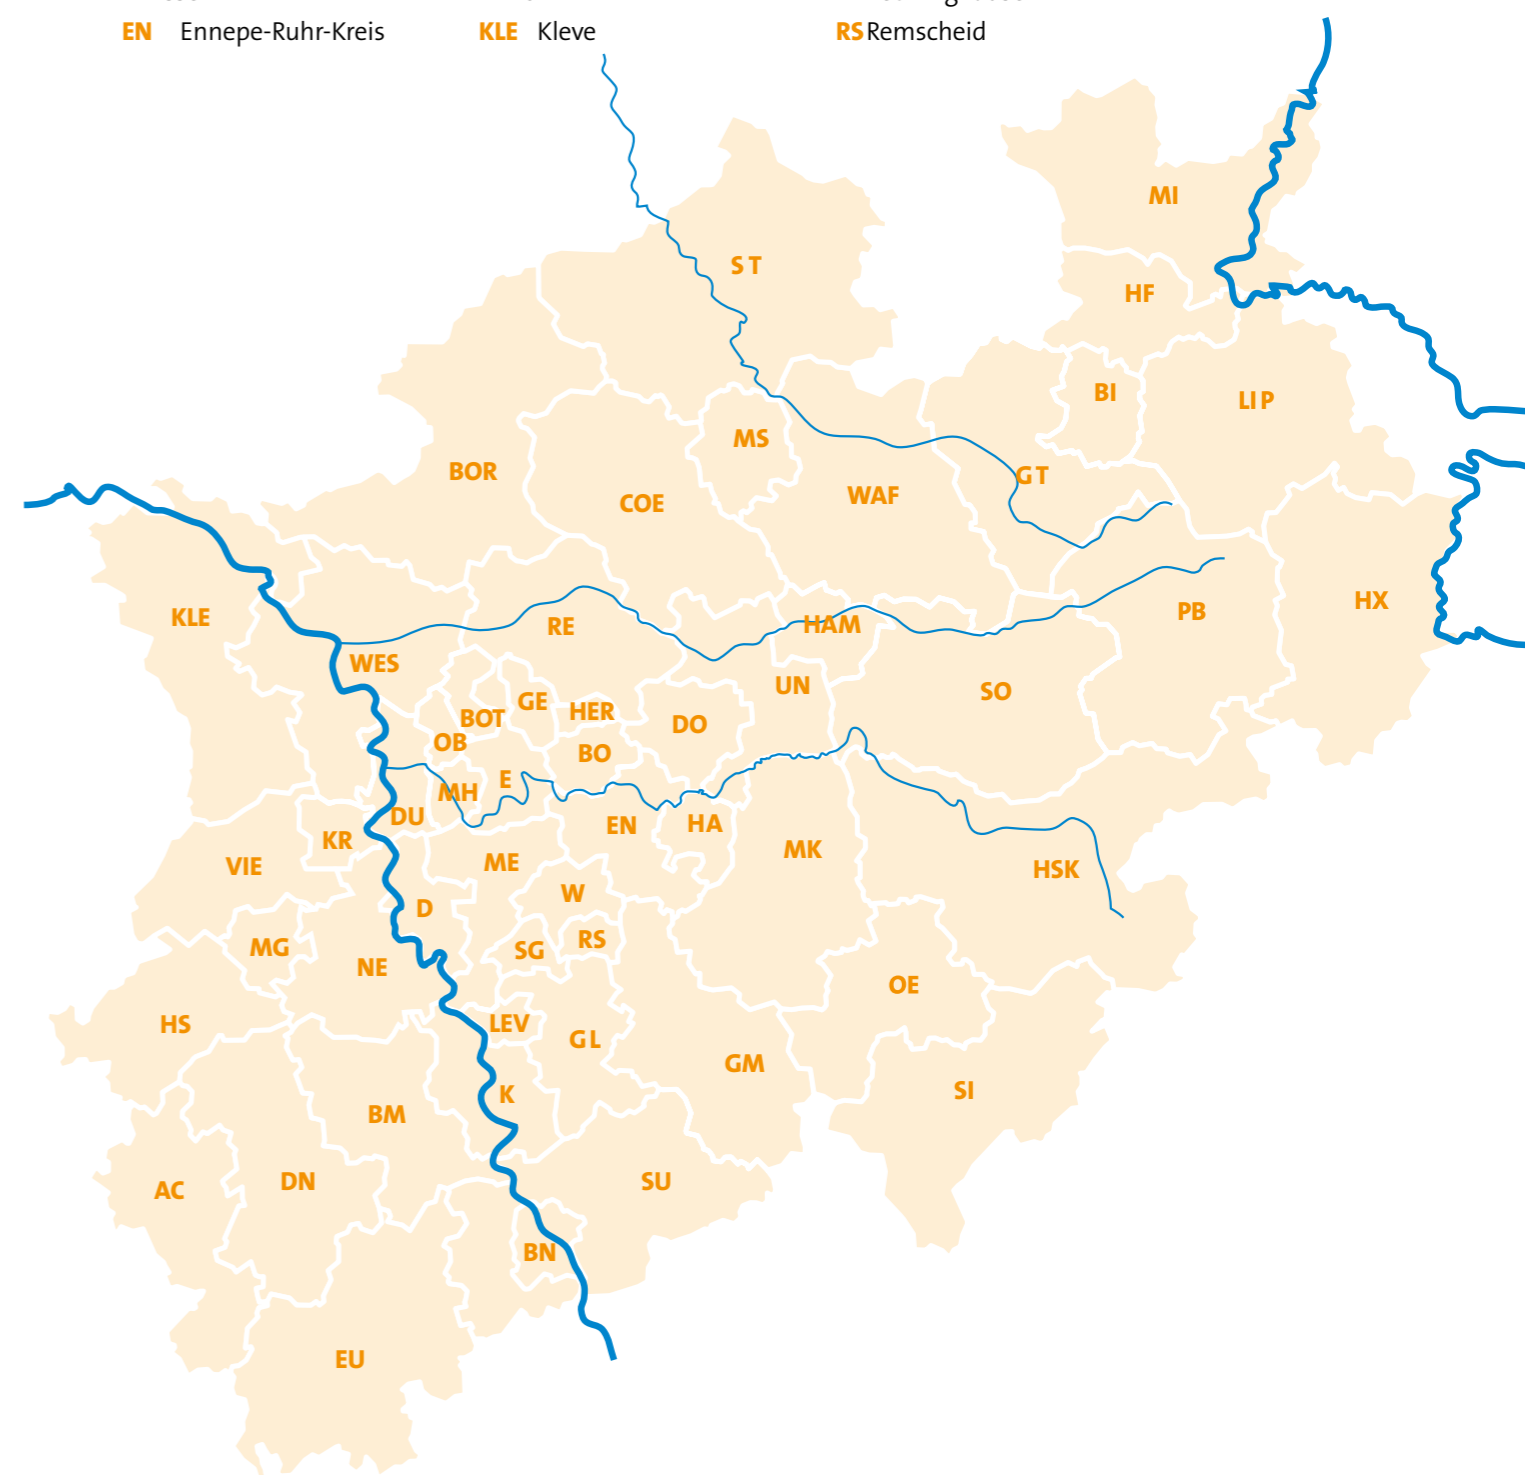 EN Ennepe-Ruhr-Kreis KLE Kleve RS Remscheid
MI
ST
HF
BI
LIP
MS
BOR
GT
COE
WAF
HX
PB
KLE
RE
HAM
WES
UN
SO
GE
HER
BOT
DO
OB
BO
E
MH
DU
EN
HA
KR
MK
ME
VIE
HSK
W
D
RS
MG
SG
NE
OE
LEV
HS
GL
GM
SI
K
BM
DN
SU
AC
BN
EU